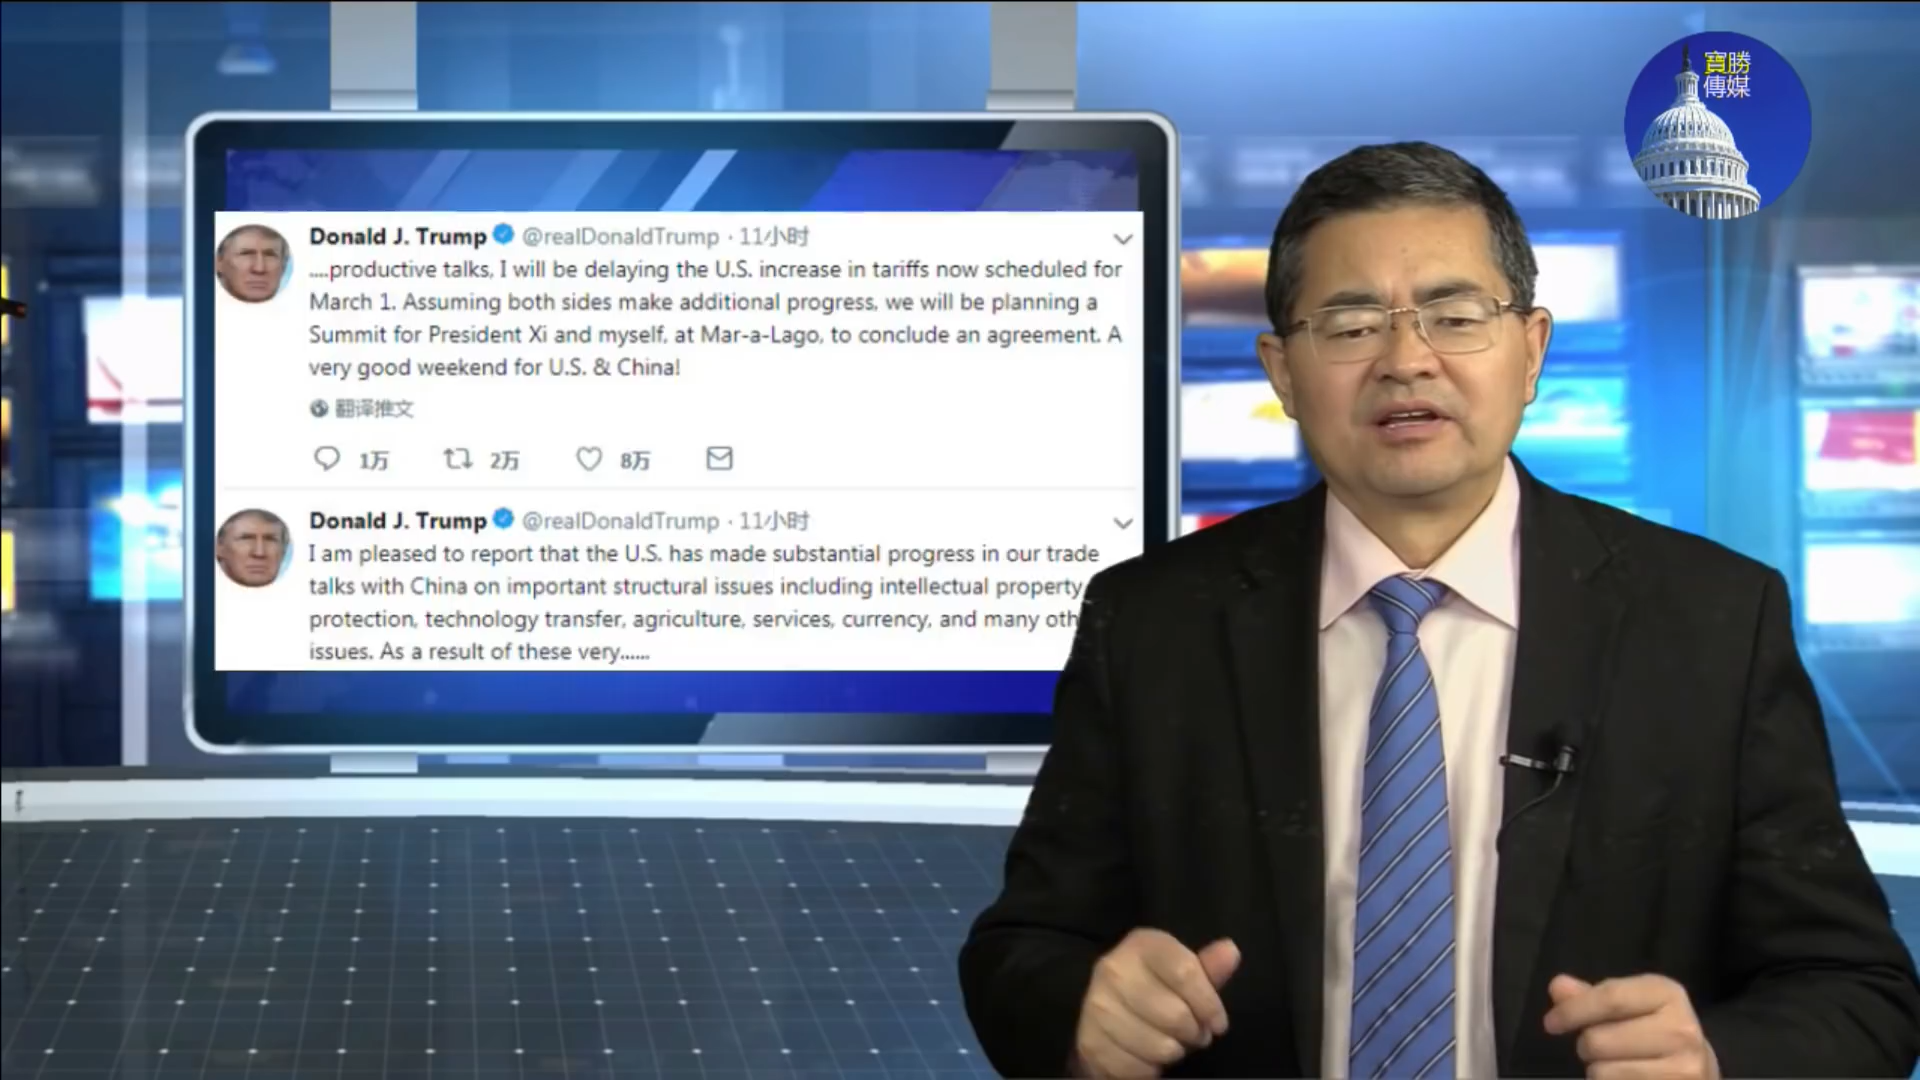 寶勝
傳媒
Donald J. Trump @realDonaldTrump · 11小时
....productive talks, I will be delaying the U.S. increase in tariffs now scheduled for
March 1. Assuming both sides make additional progress, we will be planning a
Summit for President Xi and myself, at Mar-a-Lago, to conclude an agreement. A
very good weekend for U.S. & China!
翻译推文
1万 2万 8万
Donald J. Trump @realDonaldTrump · 11小时
I am pleased to report that the U.S. has made substantial progress in our trade
talks with China on important structural issues including intellectual property
protection, technology transfer, agriculture, services, currency, and many oth
issues. As a result of these very......